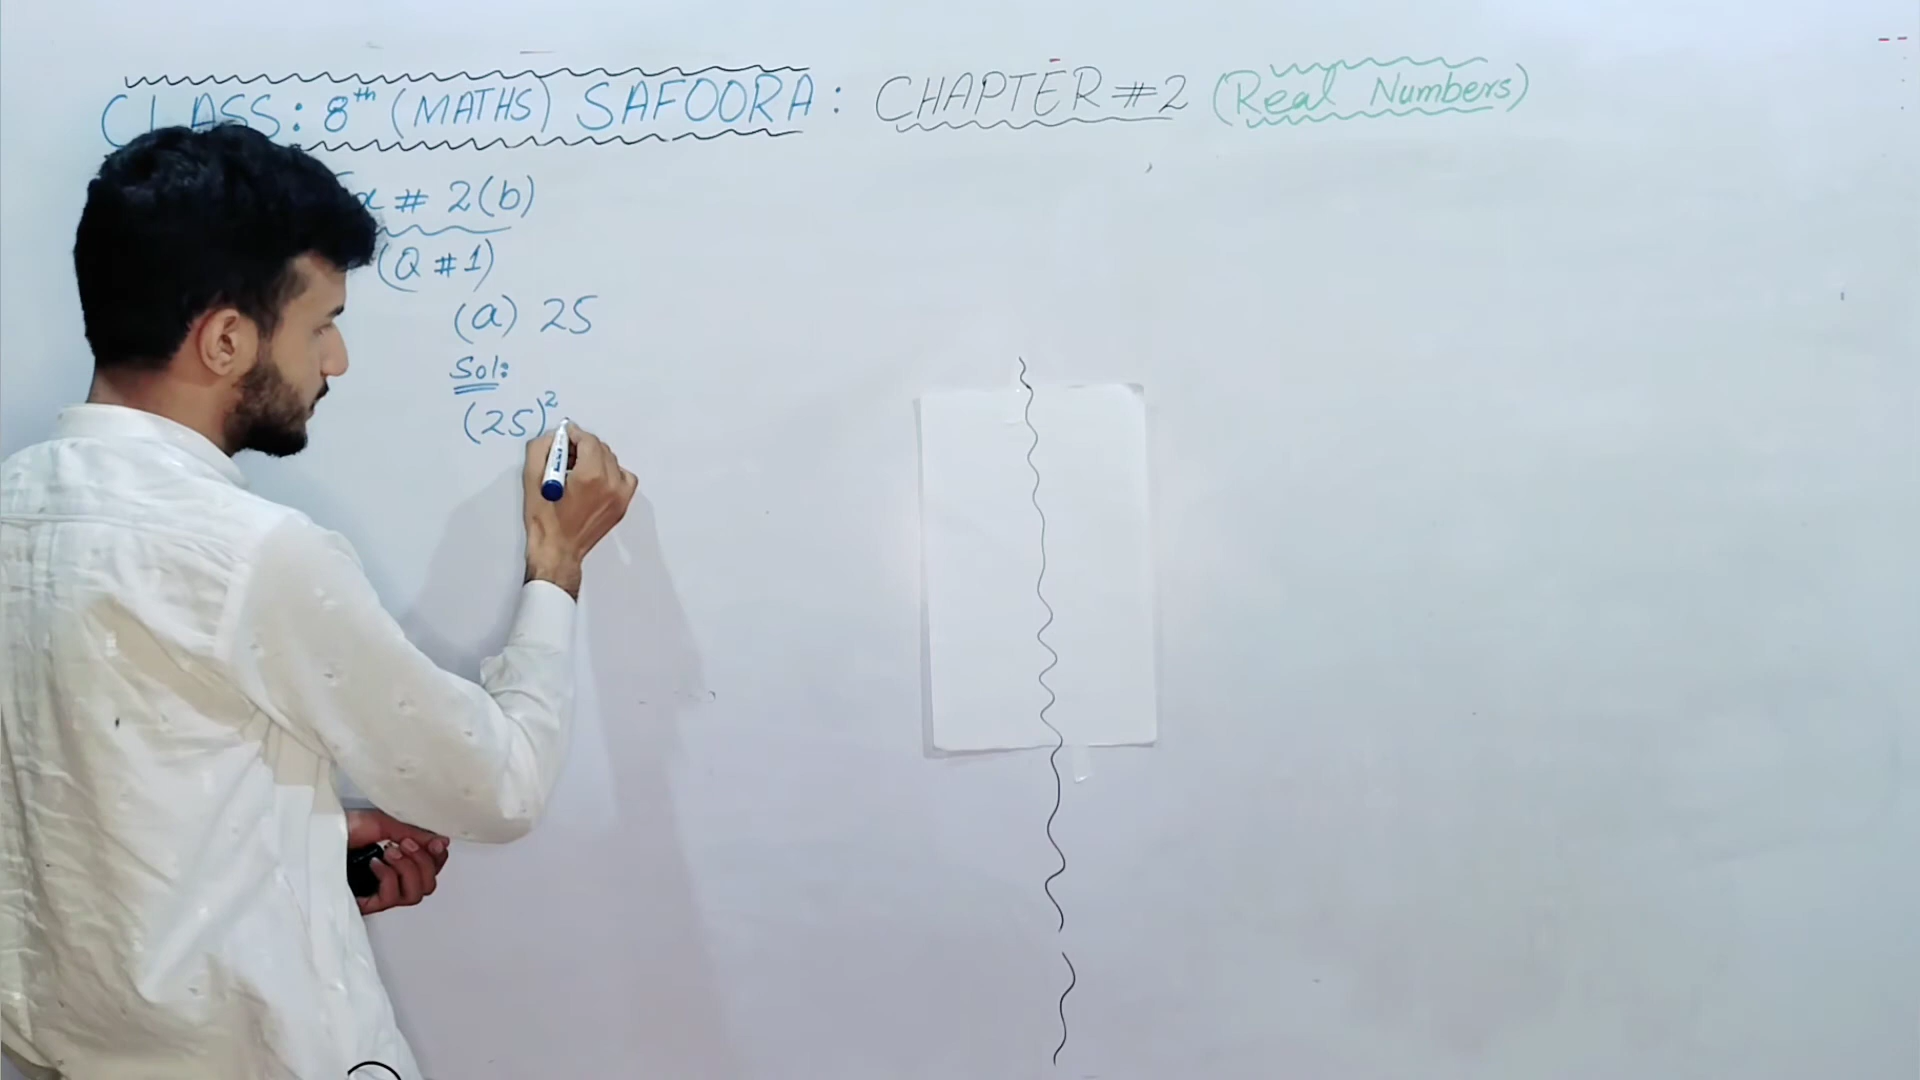 CLASS: 8th (MATHS) SAFOORA: CHAPTER #2 (Real Numbers)
# 2(b)
(Q #1)
(a) 25
Sol:
(25)²